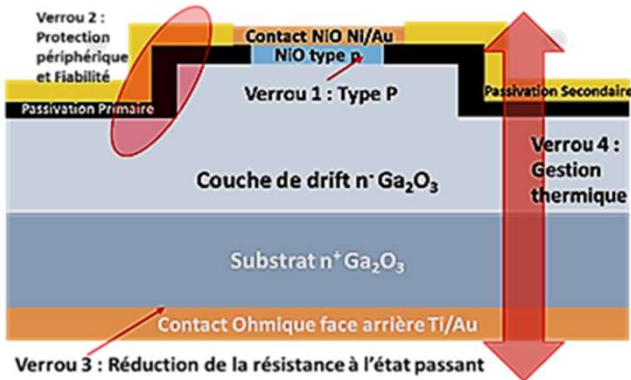 Verrou 2 :
Protection
périphérique
et Fiabilité
Contact NiO Ni/Au
NiO type p
Verrou 1 : Type P
Passivation Primaire
Passivation Secondaire
Verrou 4 :
Gestion
thermique
Couche de drift n⁻ Ga₂O₃
Substrat n⁺ Ga₂O₃
Contact Ohmique face arrière Ti/Au
Verrou 3 : Réduction de la résistance à l'état passant